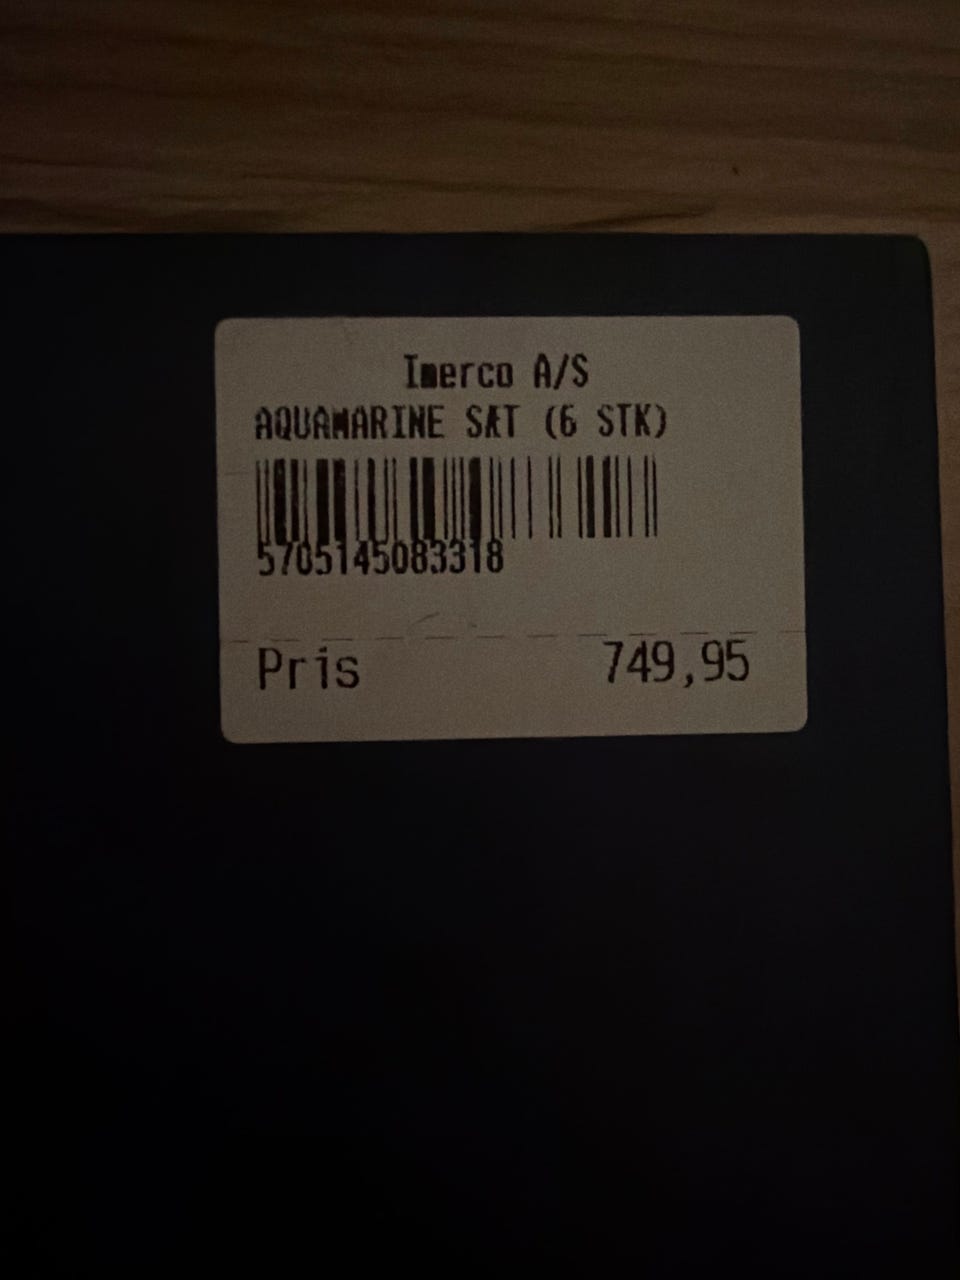 Imerco A/S
AQUAMARINE SÆT (6 STK)
5705145083318
Pris 749,95